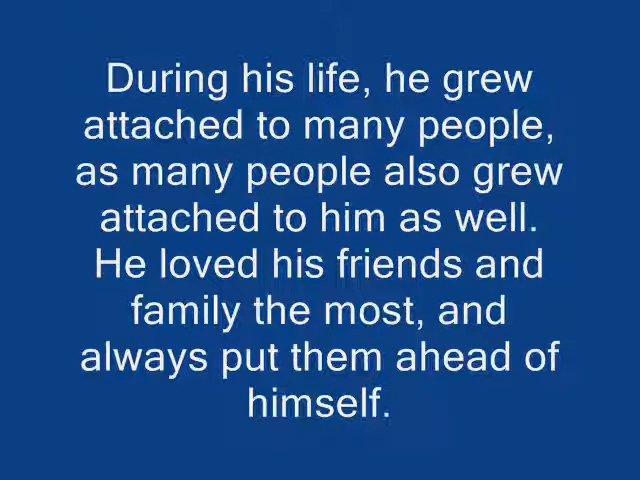 During his life, he grew
attached to many people,
as many people also grew
attached to him as well.
He loved his friends and
family the most, and
always put them ahead of
himself.